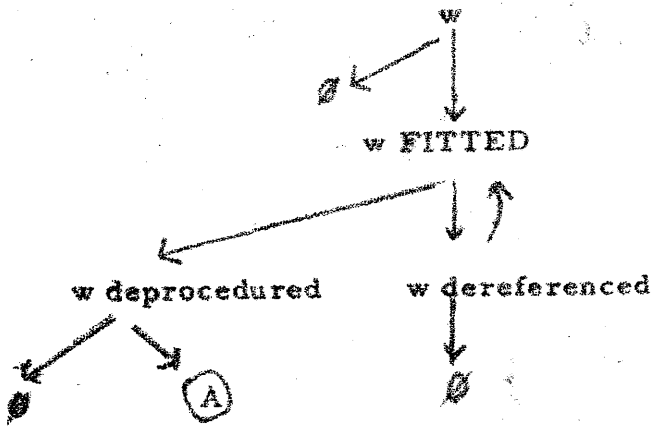 w
Ø
w FITTED
w deprocedured w dereferenced
Ø A Ø